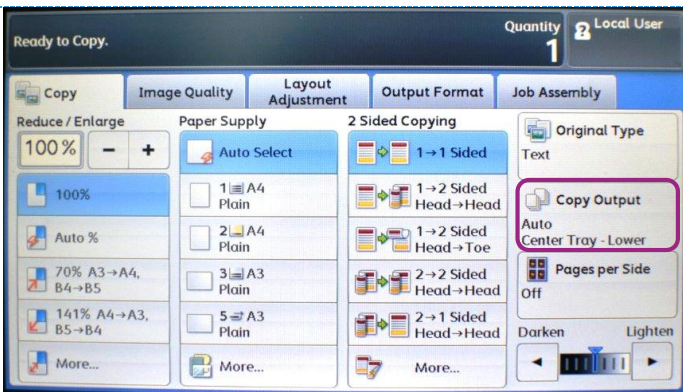 Ready to Copy.
Quantity
1
Local User
Copy
Image Quality
Layout
Adjustment
Output Format
Job Assembly
Reduce / Enlarge
100%
-
+
100%
Auto %
70% A3→A4,
B4→B5
141% A4→A3,
B5→B4
More...
Paper Supply
Auto Select
1 A4
Plain
2 A4
Plain
3 A3
Plain
5 A3
Plain
More...
2 Sided Copying
1→1 Sided
1→2 Sided
Head→Head
1→2 Sided
Head→Toe
2→2 Sided
Head→Head
2→1 Sided
Head→Head
More...
Original Type
Text
Copy Output
Auto
Center Tray - Lower
Pages per Side
Off
Darken
Lighten